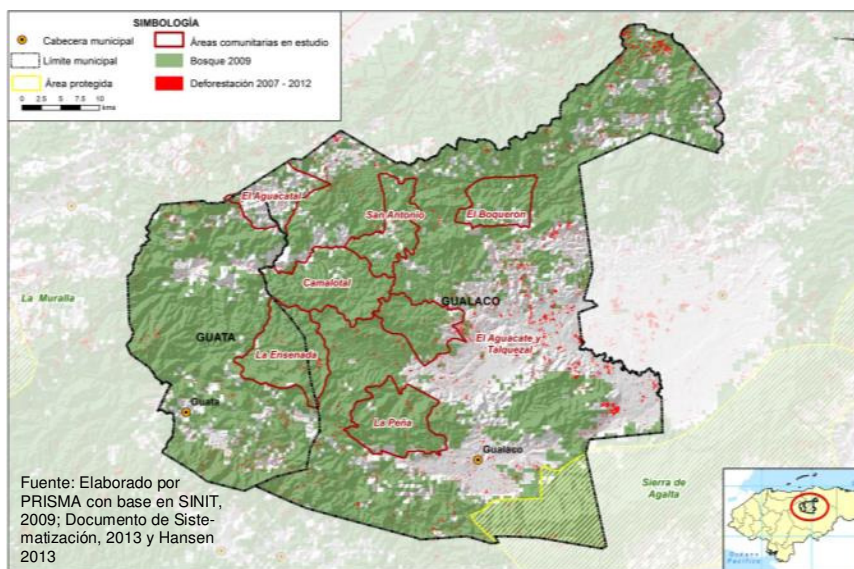 SIMBOLOGÍA
Cabecera municipal
Áreas comunitarias en estudio
Límite municipal
Bosque 2009
Área protegida
Deforestación 2007 - 2012
0 2.5 5 7.5 10
kms
El Aguacatal
San Antonio
El Boquerón
La Muralla
Camalotal
GUALACO
GUATA
El Aguacate y
Talquezal
La Ensenada
Guata
La Peña
Gualaco
Fuente: Elaborado por
PRISMA con base en SINIT,
2009; Documento de Siste-
matización, 2013 y Hansen
2013
Sierra de
Agalta
Océano
Pacífico